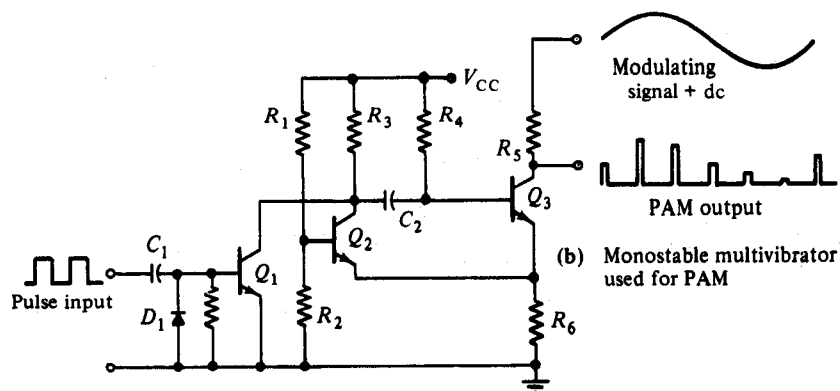 Modulating
signal + dc
V_CC
R_1
R_3
R_4
R_5
Q_3
PAM output
C_2
Q_2
C_1
Q_1
(b) Monostable multivibrator
used for PAM
Pulse input
D_1
R_2
R_6